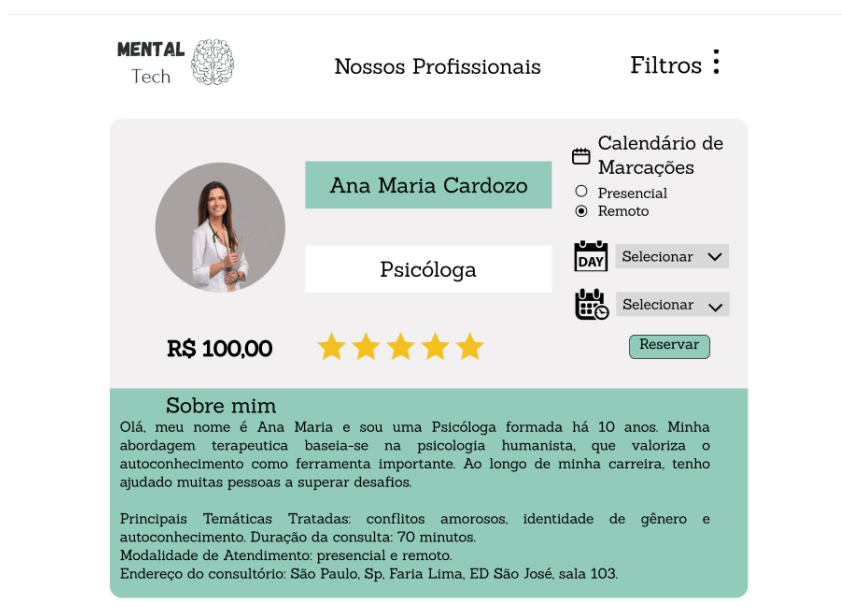 MENTAL
Tech
Nossos Profissionais
Filtros
Ana Maria Cardozo
Psicóloga
R$ 100,00
Calendário de
Marcações
Presencial
Remoto
DAY
Selecionar
Selecionar
Reservar
Sobre mim
Olá, meu nome é Ana Maria e sou uma Psicóloga formada há 10 anos. Minha
abordagem terapeutica baseia-se na psicologia humanista, que valoriza o
autoconhecimento como ferramenta importante. Ao longo de minha carreira, tenho
ajudado muitas pessoas a superar desafios.
Principais Temáticas Tratadas: conflitos amorosos, identidade de gênero e
autoconhecimento. Duração da consulta: 70 minutos.
Modalidade de Atendimento: presencial e remoto.
Endereço do consultório: São Paulo, Sp, Faria Lima, ED São José, sala 103.